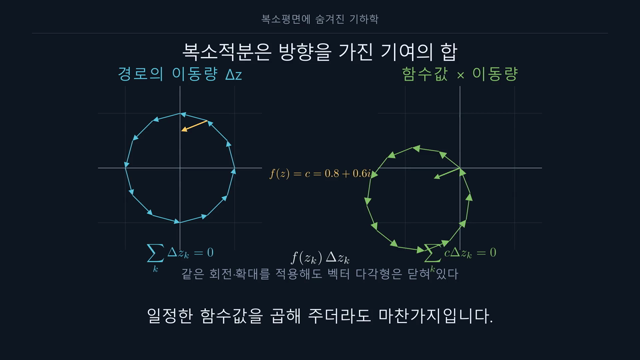 복소평면에 숨겨진 기하학
복소적분은 방향을 가진 기여의 합
경로의 이동량 Δz
함수값 × 이동량
f(z) = c = 0.8 + 0.6i
∑_k Δz_k = 0
f(z_k) Δz_k
∑_k cΔz_k = 0
같은 회전·확대를 적용해도 벡터 다각형은 닫혀 있다
일정한 함수값을 곱해 주더라도 마찬가지입니다.